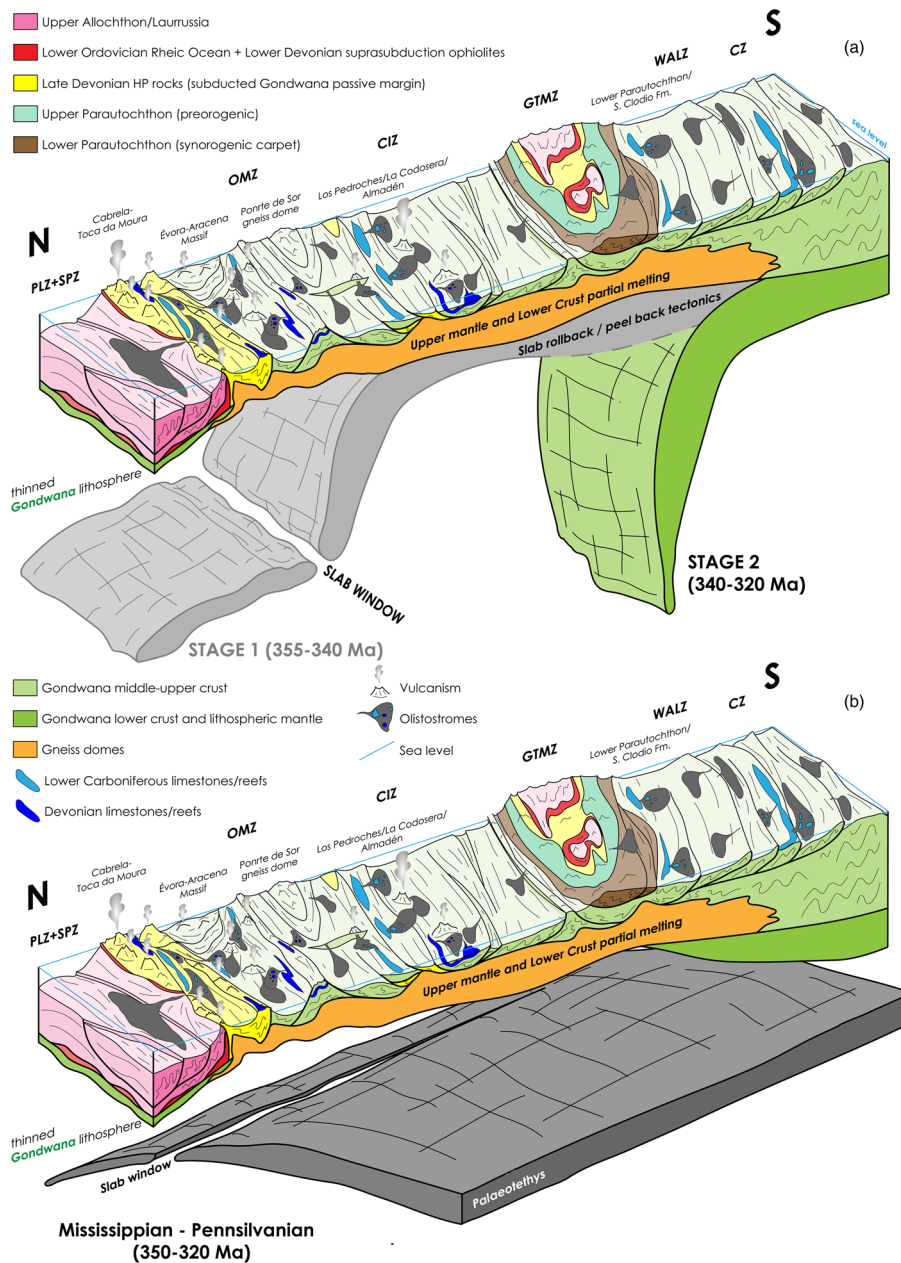 Upper Allochthon/Laurrussia
Lower Ordovician Rheic Ocean + Lower Devonian suprasubduction ophiolites
Late Devonian HP rocks (subducted Gondwana passive margin)
Upper Parautochthon (preorogenic)
Lower Parautochthon (synorogenic carpet)
S
(a)
CZ
WALZ
Lower Parautochthon/
S. Clodio Fm.
GTMZ
sea level
CIZ
Los Pedroches/La Codosera/
Almadén
OMZ
Ponrte de Sor
gneiss dome
Évora-Aracena
Massif
Cabrela-
Toca da Moura
N
PLZ+SPZ
Upper mantle and Lower Crust partial melting
Slab rollback / peel back tectonics
thinned
Gondwana lithosphere
SLAB WINDOW
STAGE 2
(340-320 Ma)
STAGE 1 (355-340 Ma)
Gondwana middle-upper crust
Gondwana lower crust and lithospheric mantle
Gneiss domes
Lower Carboniferous limestones/reefs
Devonian limestones/reefs
Vulcanism
Olistostromes
Sea level
S
(b)
CZ
WALZ
Lower Parautochthon/
S. Clodio Fm.
GTMZ
CIZ
Los Pedroches/La Codosera/
Almadén
OMZ
Ponrte de Sor
gneiss dome
Évora-Aracena
Massif
Cabrela-
Toca da Moura
N
PLZ+SPZ
Upper mantle and Lower Crust partial melting
thinned
Gondwana lithosphere
Slab window
Palaeotethys
Mississippian - Pennsilvanian
(350-320 Ma)